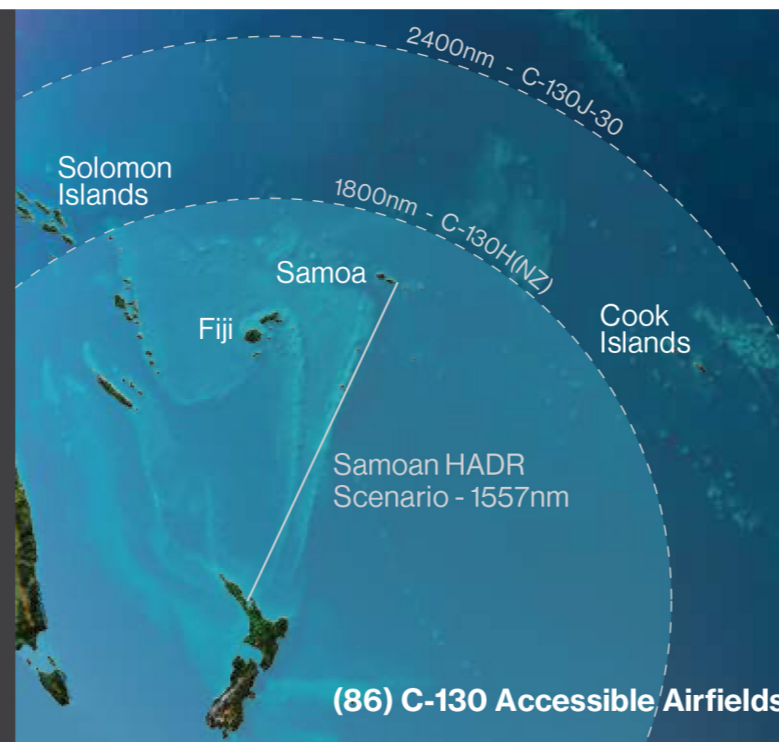 2400nm - C-130J-30
Solomon
Islands
1800nm - C-130H(NZ)
Samoa
Fiji
Cook
Islands
Samoan HADR
Scenario - 1557nm
(86) C-130 Accessible Airfields